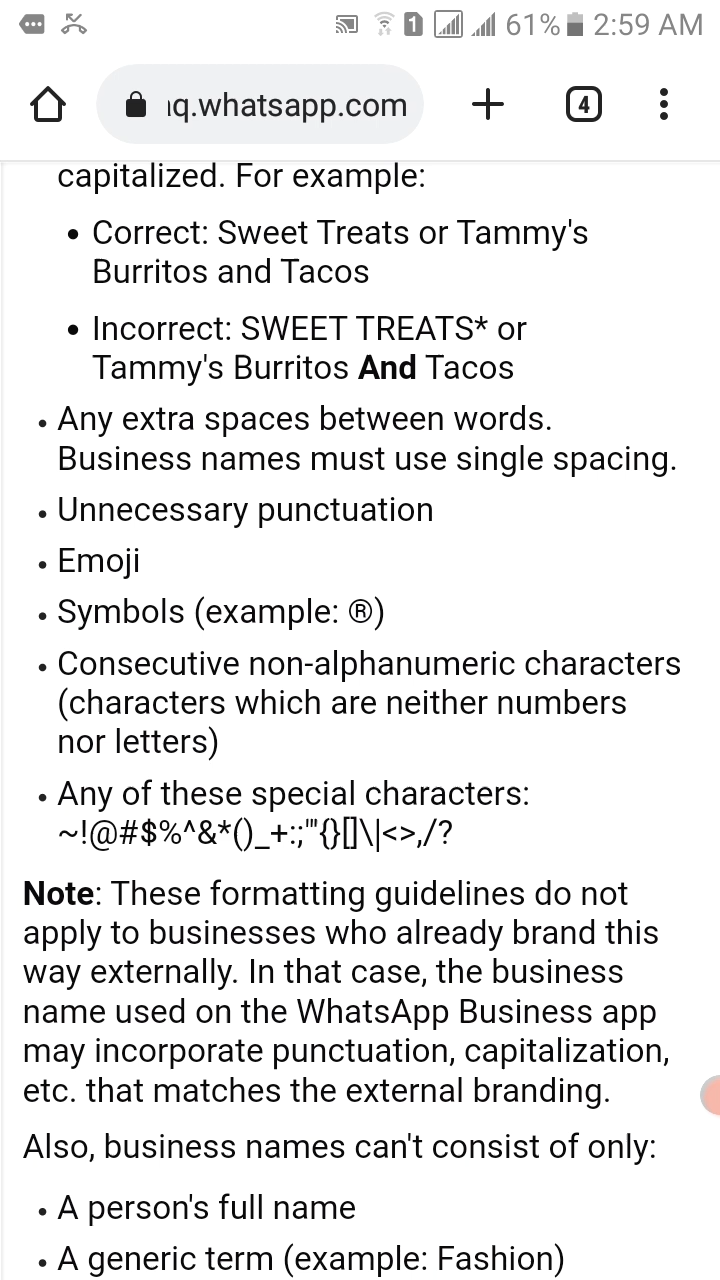 1 61% 2:59 AM
ıq.whatsapp.com
4
capitalized. For example:
• Correct: Sweet Treats or Tammy's
Burritos and Tacos
• Incorrect: SWEET TREATS* or
Tammy's Burritos And Tacos
• Any extra spaces between words.
Business names must use single spacing.
• Unnecessary punctuation
• Emoji
• Symbols (example: ®)
• Consecutive non-alphanumeric characters
(characters which are neither numbers
nor letters)
• Any of these special characters:
~!@#$%^&*()_+:;'"{}[]\|<>,/?
Note: These formatting guidelines do not
apply to businesses who already brand this
way externally. In that case, the business
name used on the WhatsApp Business app
may incorporate punctuation, capitalization,
etc. that matches the external branding.
Also, business names can't consist of only:
• A person's full name
• A generic term (example: Fashion)